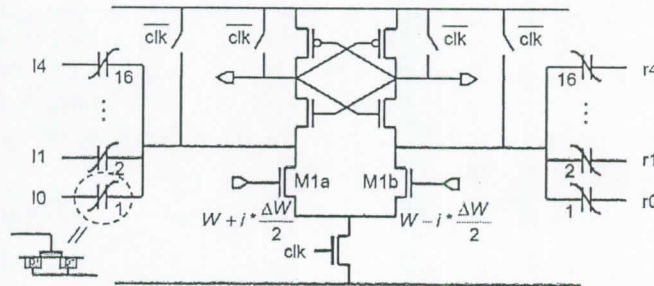 clk clk clk clk
l4 16 16 r4
l1 2 2 r1
M1a M1b
l0 1 1 r0
W + i * ΔW/2 W − i * ΔW/2
clk